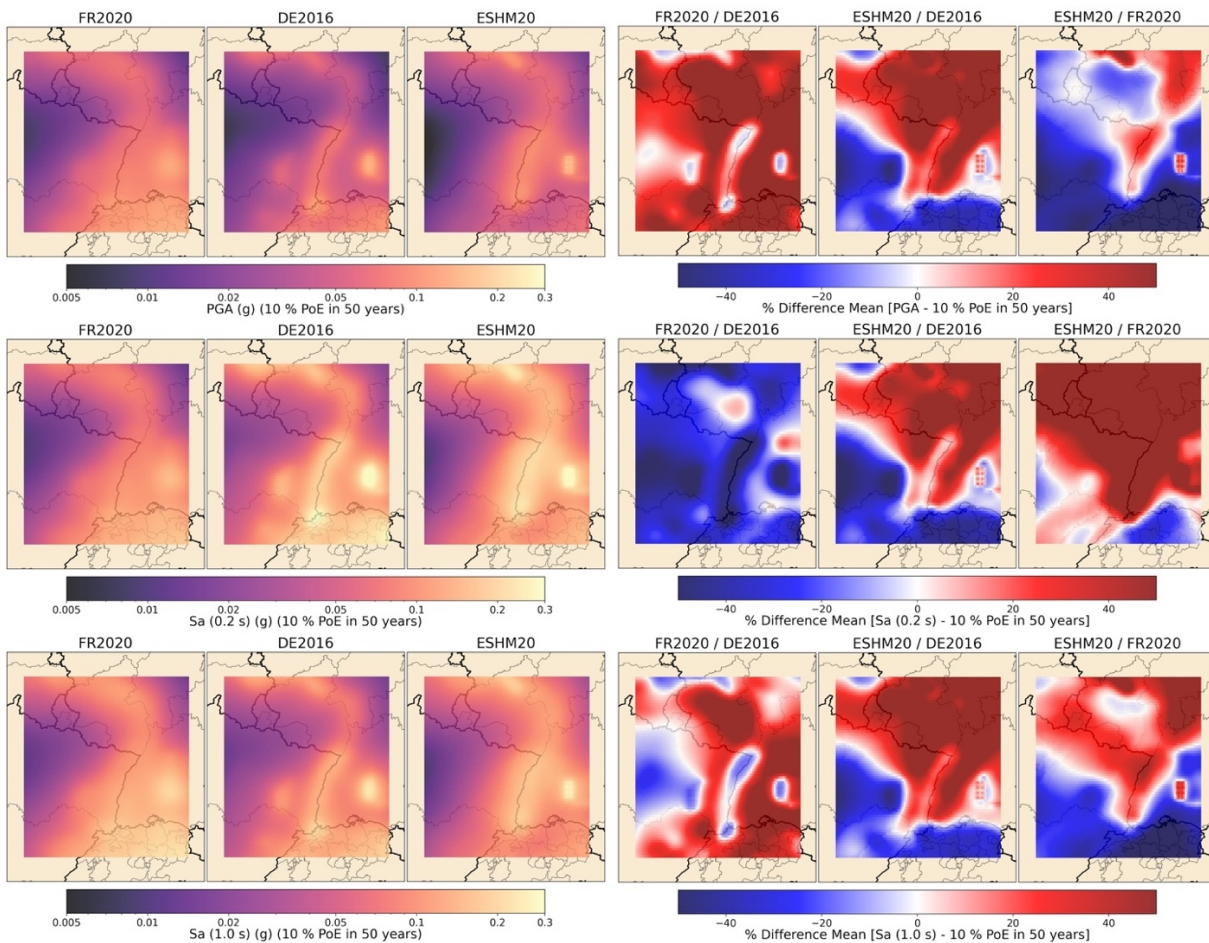 FR2020 DE2016 ESHM20 FR2020 / DE2016 ESHM20 / DE2016 ESHM20 / FR2020
0.005 0.01 0.02 0.05 0.1 0.2 0.3 −40 −20 0 20 40
PGA (g) (10 % PoE in 50 years) % Difference Mean [PGA - 10 % PoE in 50 years]
FR2020 DE2016 ESHM20 FR2020 / DE2016 ESHM20 / DE2016 ESHM20 / FR2020
0.005 0.01 0.02 0.05 0.1 0.2 0.3 −40 −20 0 20 40
Sa (0.2 s) (g) (10 % PoE in 50 years) % Difference Mean [Sa (0.2 s) - 10 % PoE in 50 years]
FR2020 DE2016 ESHM20 FR2020 / DE2016 ESHM20 / DE2016 ESHM20 / FR2020
0.005 0.01 0.02 0.05 0.1 0.2 0.3 −40 −20 0 20 40
Sa (1.0 s) (g) (10 % PoE in 50 years) % Difference Mean [Sa (1.0 s) - 10 % PoE in 50 years]